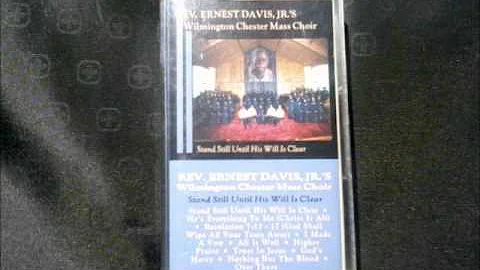 REV. ERNEST DAVIS, JR.'S
Wilmington Chester Mass Choir
Stand Still Until His Will Is Clear
REV. ERNEST DAVIS, JR.'S
Wilmington Chester Mass Choir
Stand Still Until His Will Is Clear
Stand Still Until His Will Is Clear •
He's Everything To Me (Christ Is All)
• Revelation 7:13 - 17 (God Shall
Wipe All Your Tears Away) • I Made
A Vow • All Is Well • Higher
Praise • Trust In Jesus • God's
Mercy • Nothing But The Blood •
Over There